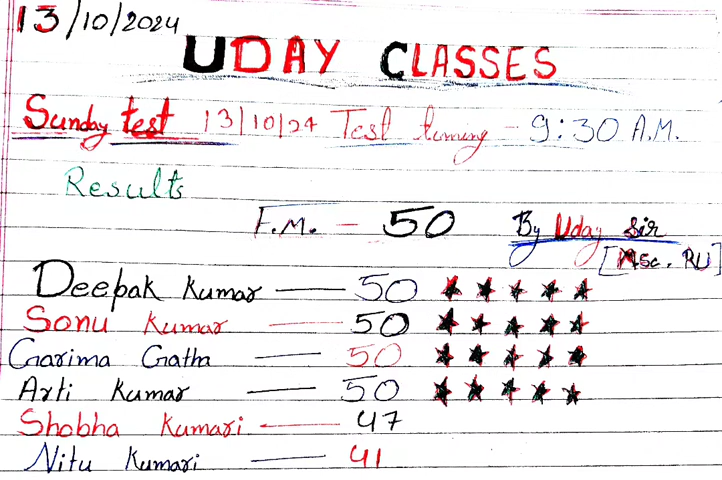 13/10/2024
UDAY CLASSES
Sunday test 13/10/24 Test timing - 9:30 A.M.
Results
F.M. - 50 By Uday Sir
[Msc. RU]
Deepak Kumar — 50 ★ ★ ★ ★ ★
Sonu Kumar — 50 ★ ★ ★ ★ ★
Garima Gatha — 50 ★ ★ ★ ★ ★
Arti Kumar — 50 ★ ★ ★ ★ ★
Shobha Kumari — 47
Nitu Kumari — 41